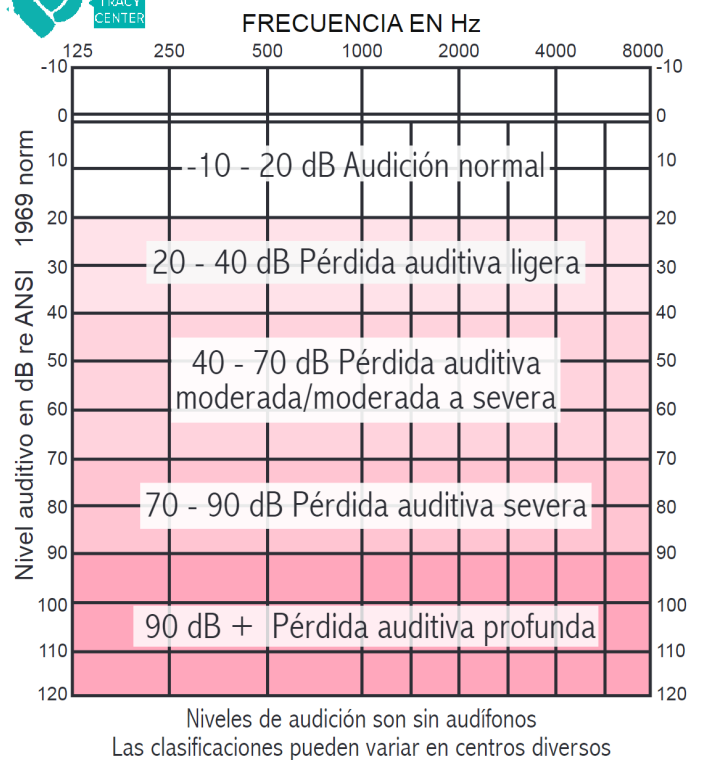 TRACY
CENTER
FRECUENCIA EN Hz
125 250 500 1000 2000 4000 8000
-10 -10
0 0
10 -10 - 20 dB Audición normal 10
20 20
30 20 - 40 dB Pérdida auditiva ligera 30
40 40
50 40 - 70 dB Pérdida auditiva 50
moderada/moderada a severa
60 60
70 70
80 70 - 90 dB Pérdida auditiva severa 80
90 90
100 100
90 dB + Pérdida auditiva profunda
110 110
120 120
Nivel auditivo en dB re ANSI 1969 norm
Niveles de audición son sin audífonos
Las clasificaciones pueden variar en centros diversos